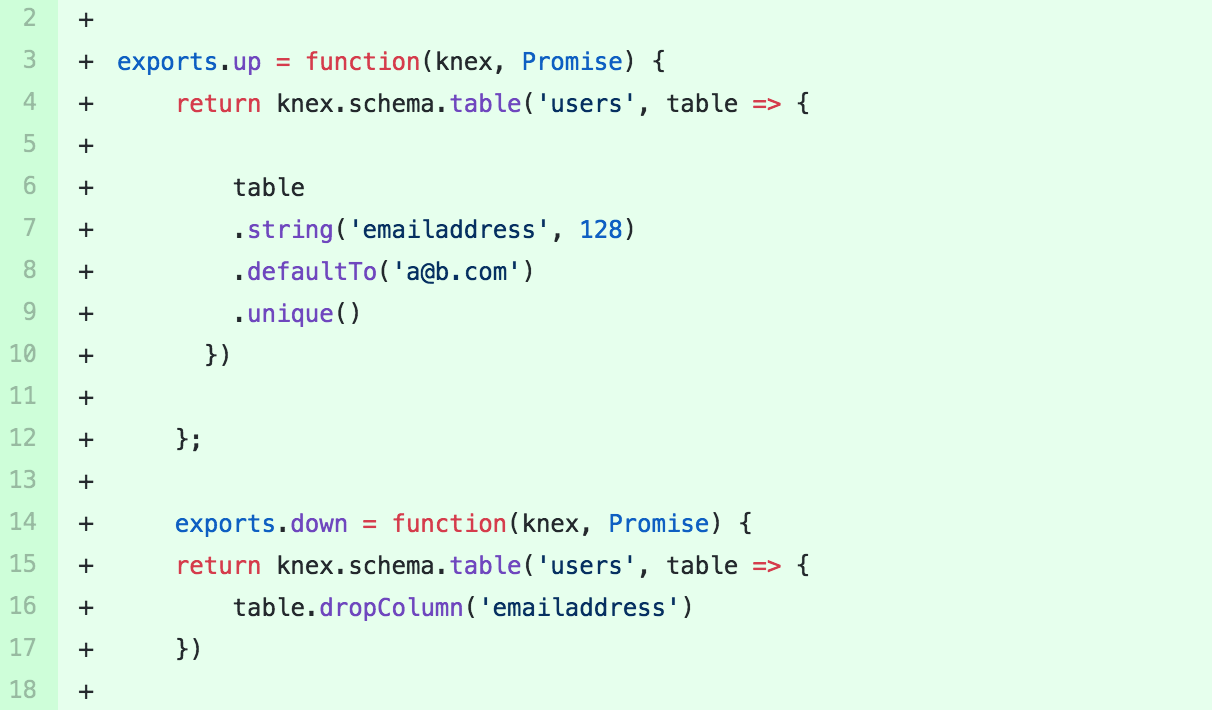 2 +
3 + exports.up = function(knex, Promise) {
4 + return knex.schema.table('users', table => {
5 +
6 + table
7 + .string('emailaddress', 128)
8 + .defaultTo('a@b.com')
9 + .unique()
10 + })
11 +
12 + };
13 +
14 + exports.down = function(knex, Promise) {
15 + return knex.schema.table('users', table => {
16 + table.dropColumn('emailaddress')
17 + })
18 +